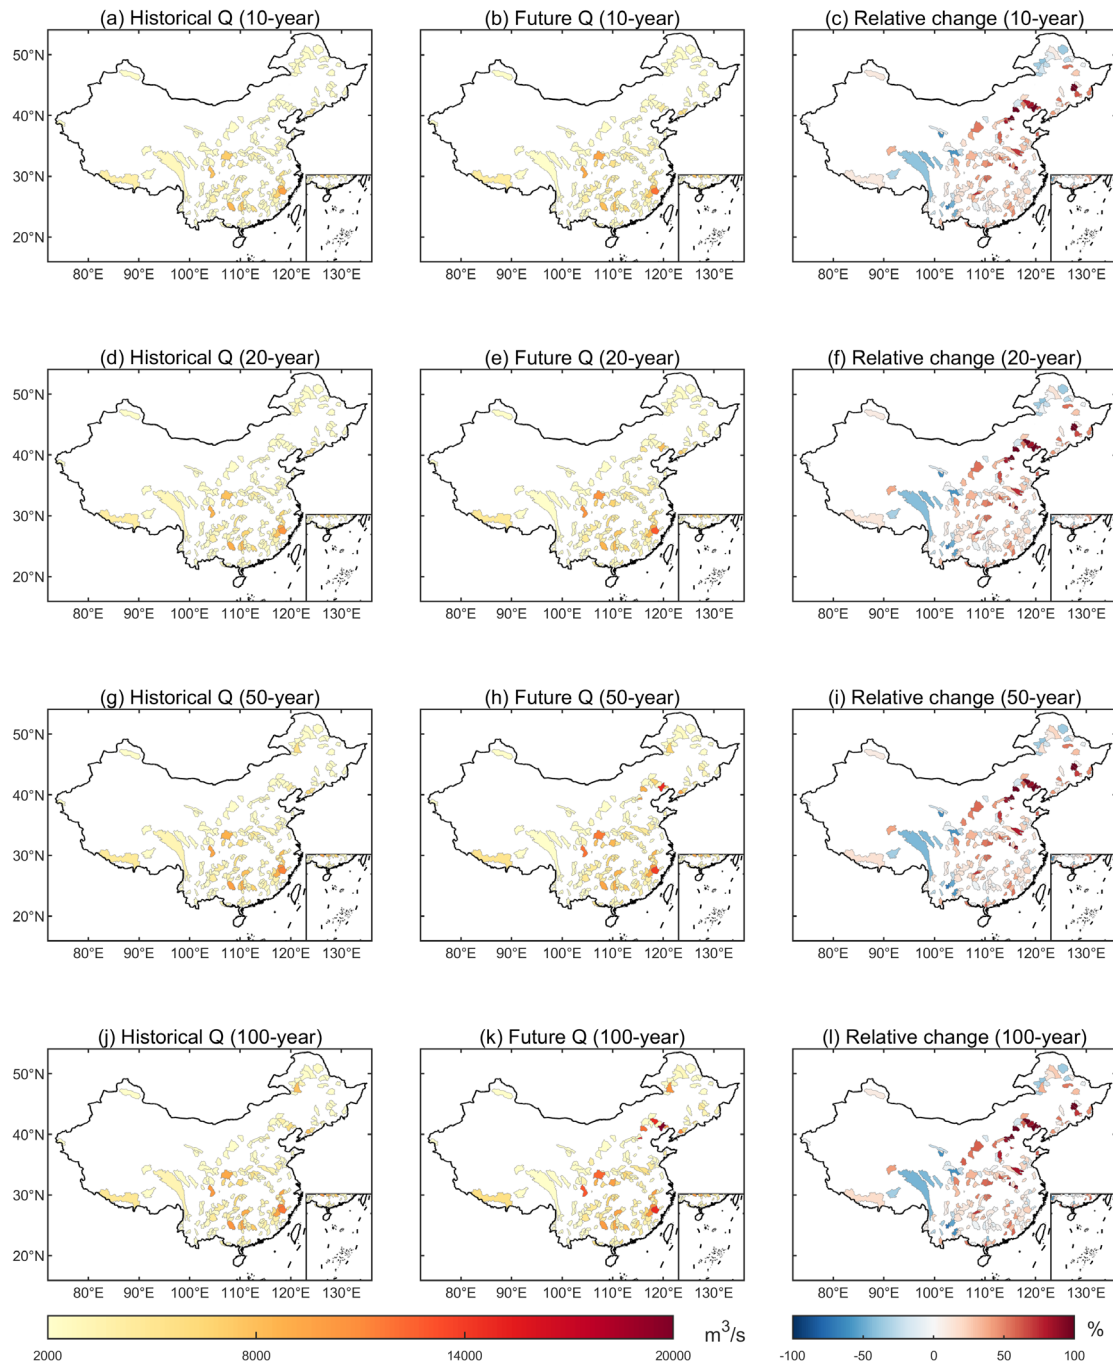 (a) Historical Q (10-year)
(b) Future Q (10-year)
(c) Relative change (10-year)
50°N
40°N
30°N
20°N
80°E 90°E 100°E 110°E 120°E 130°E
80°E 90°E 100°E 110°E 120°E 130°E
80°E 90°E 100°E 110°E 120°E 130°E
(d) Historical Q (20-year)
(e) Future Q (20-year)
(f) Relative change (20-year)
50°N
40°N
30°N
20°N
80°E 90°E 100°E 110°E 120°E 130°E
80°E 90°E 100°E 110°E 120°E 130°E
80°E 90°E 100°E 110°E 120°E 130°E
(g) Historical Q (50-year)
(h) Future Q (50-year)
(i) Relative change (50-year)
50°N
40°N
30°N
20°N
80°E 90°E 100°E 110°E 120°E 130°E
80°E 90°E 100°E 110°E 120°E 130°E
80°E 90°E 100°E 110°E 120°E 130°E
(j) Historical Q (100-year)
(k) Future Q (100-year)
(l) Relative change (100-year)
50°N
40°N
30°N
20°N
80°E 90°E 100°E 110°E 120°E 130°E
80°E 90°E 100°E 110°E 120°E 130°E
80°E 90°E 100°E 110°E 120°E 130°E
2000 8000 14000 20000
m³/s
-100 -50 0 50 100
%